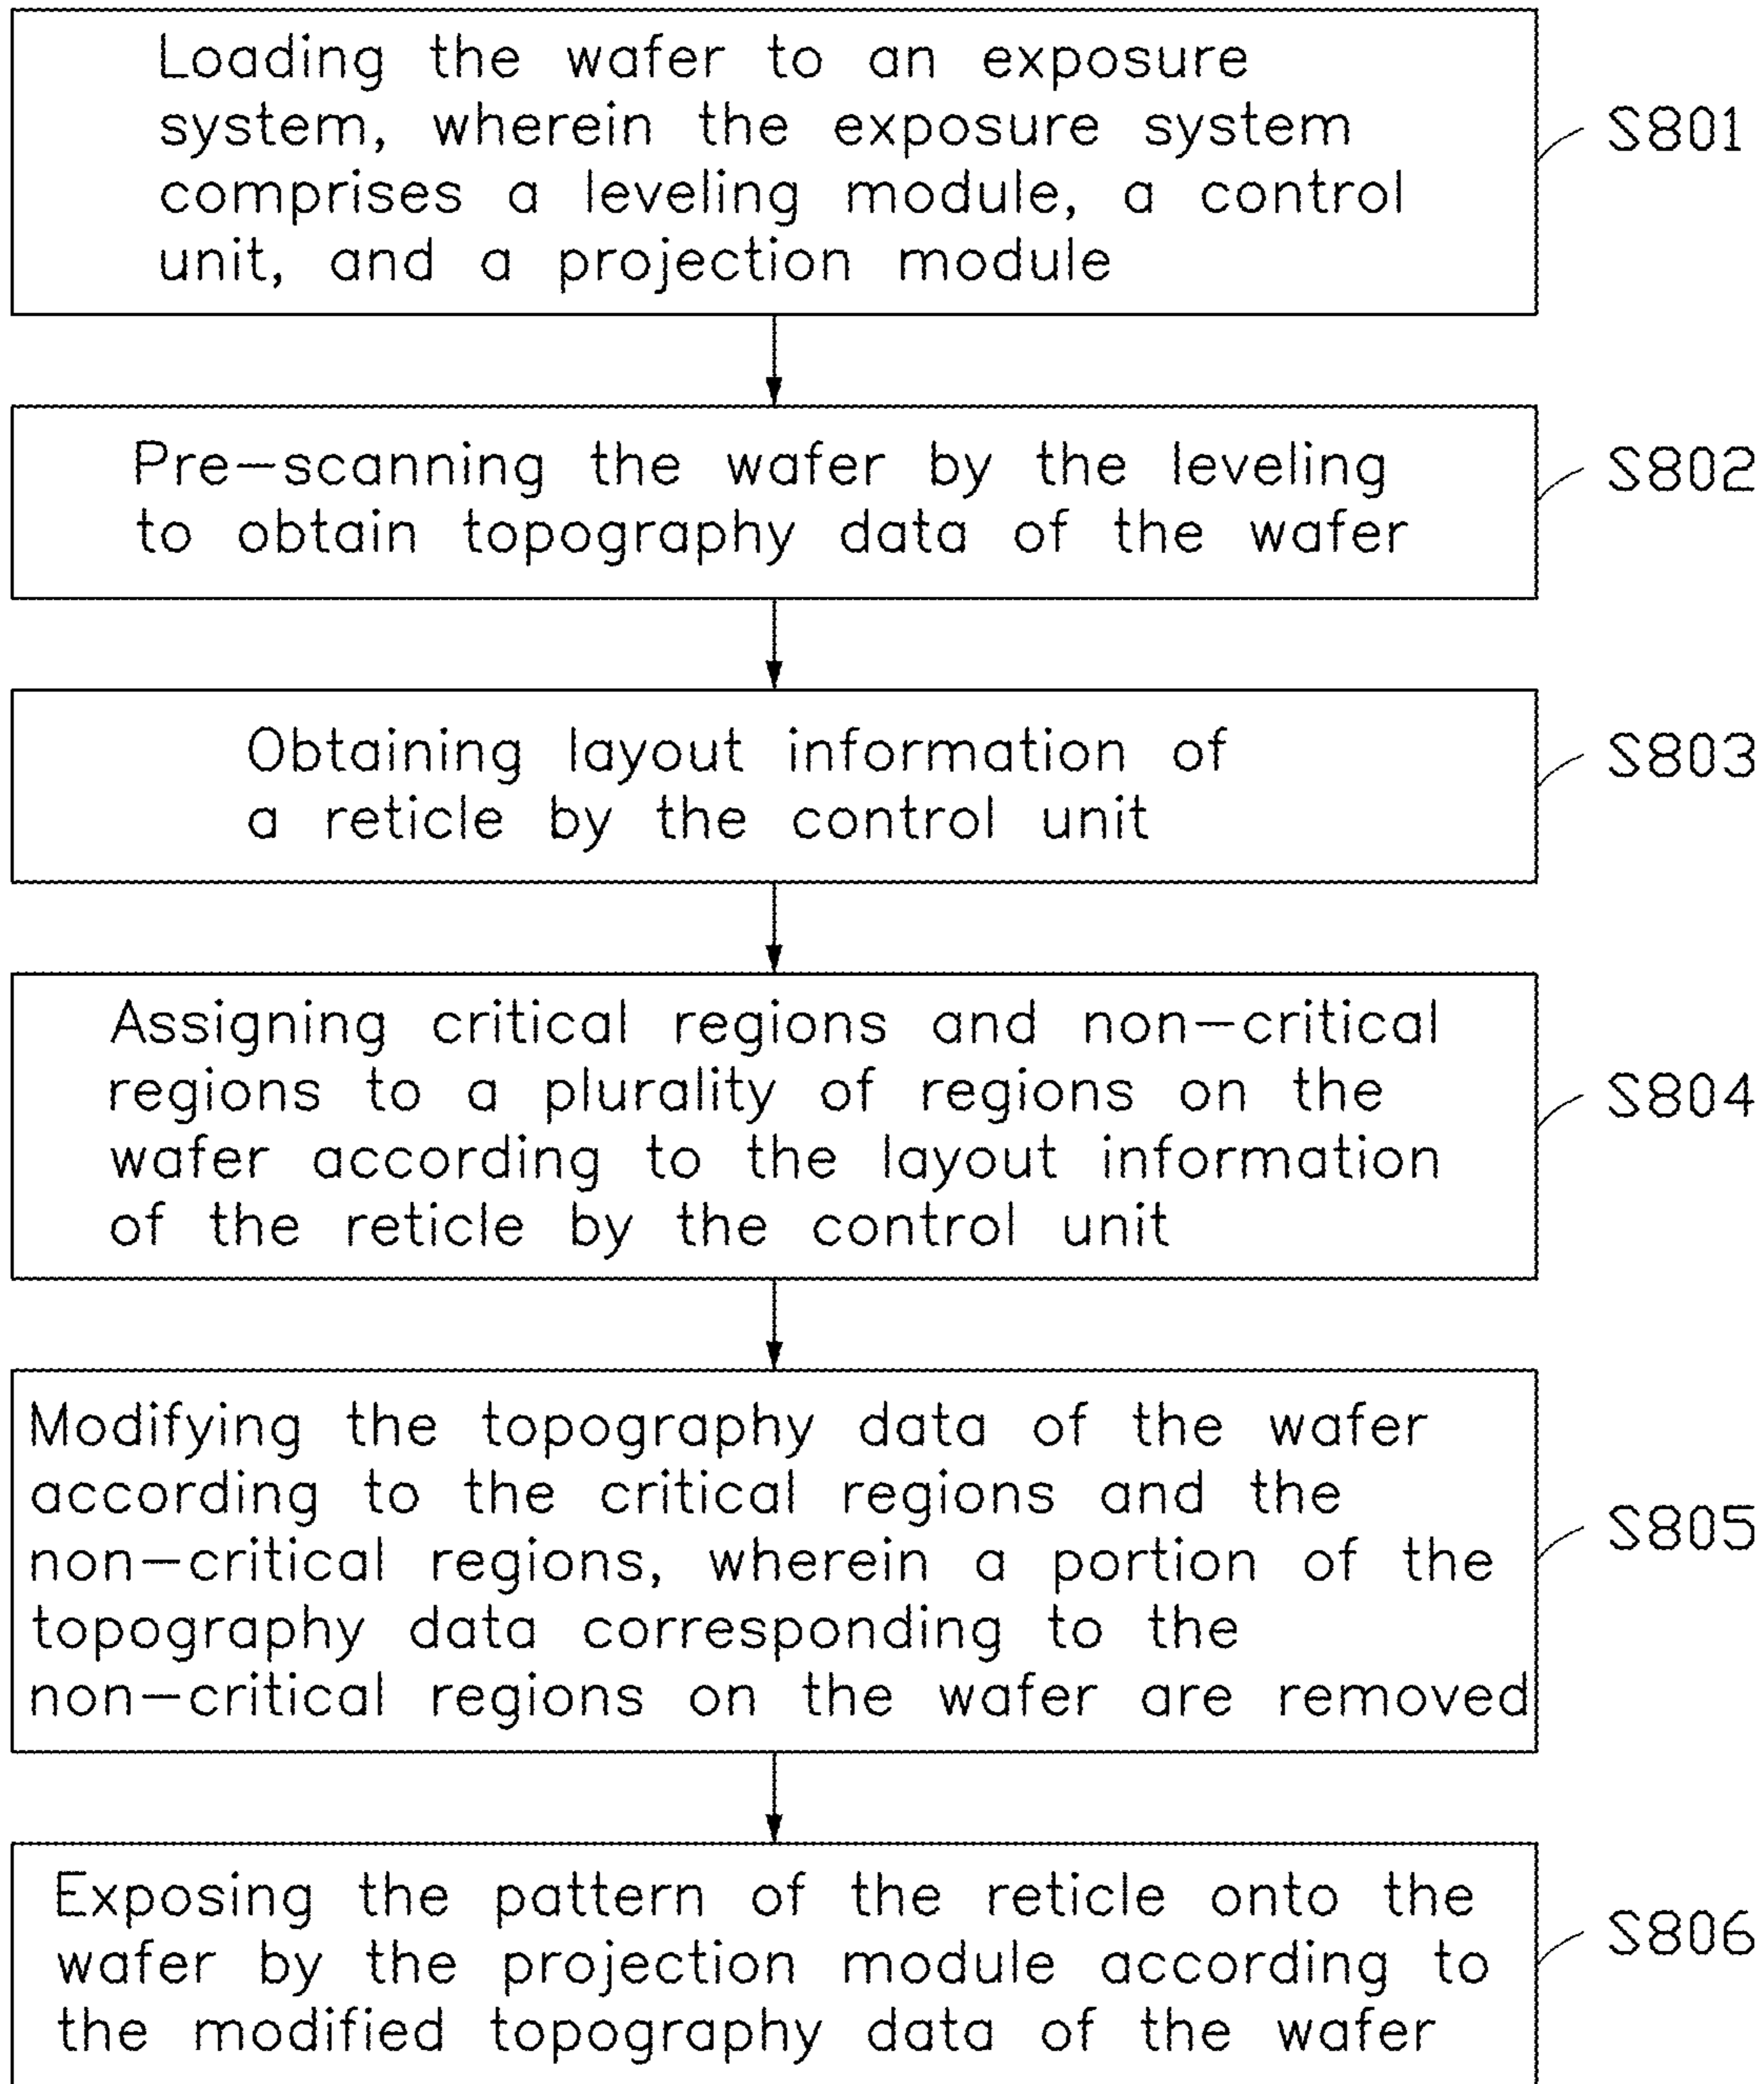 Loading the wafer to an exposure
system, wherein the exposure system
comprises a leveling module, a control
unit, and a projection module
S801
Pre-scanning the wafer by the leveling
to obtain topography data of the wafer
S802
Obtaining layout information of
a reticle by the control unit
S803
Assigning critical regions and non-critical
regions to a plurality of regions on the
wafer according to the layout information
of the reticle by the control unit
S804
Modifying the topography data of the wafer
according to the critical regions and the
non-critical regions, wherein a portion of the
topography data corresponding to the
non-critical regions on the wafer are removed
S805
Exposing the pattern of the reticle onto the
wafer by the projection module according to
the modified topography data of the wafer
S806